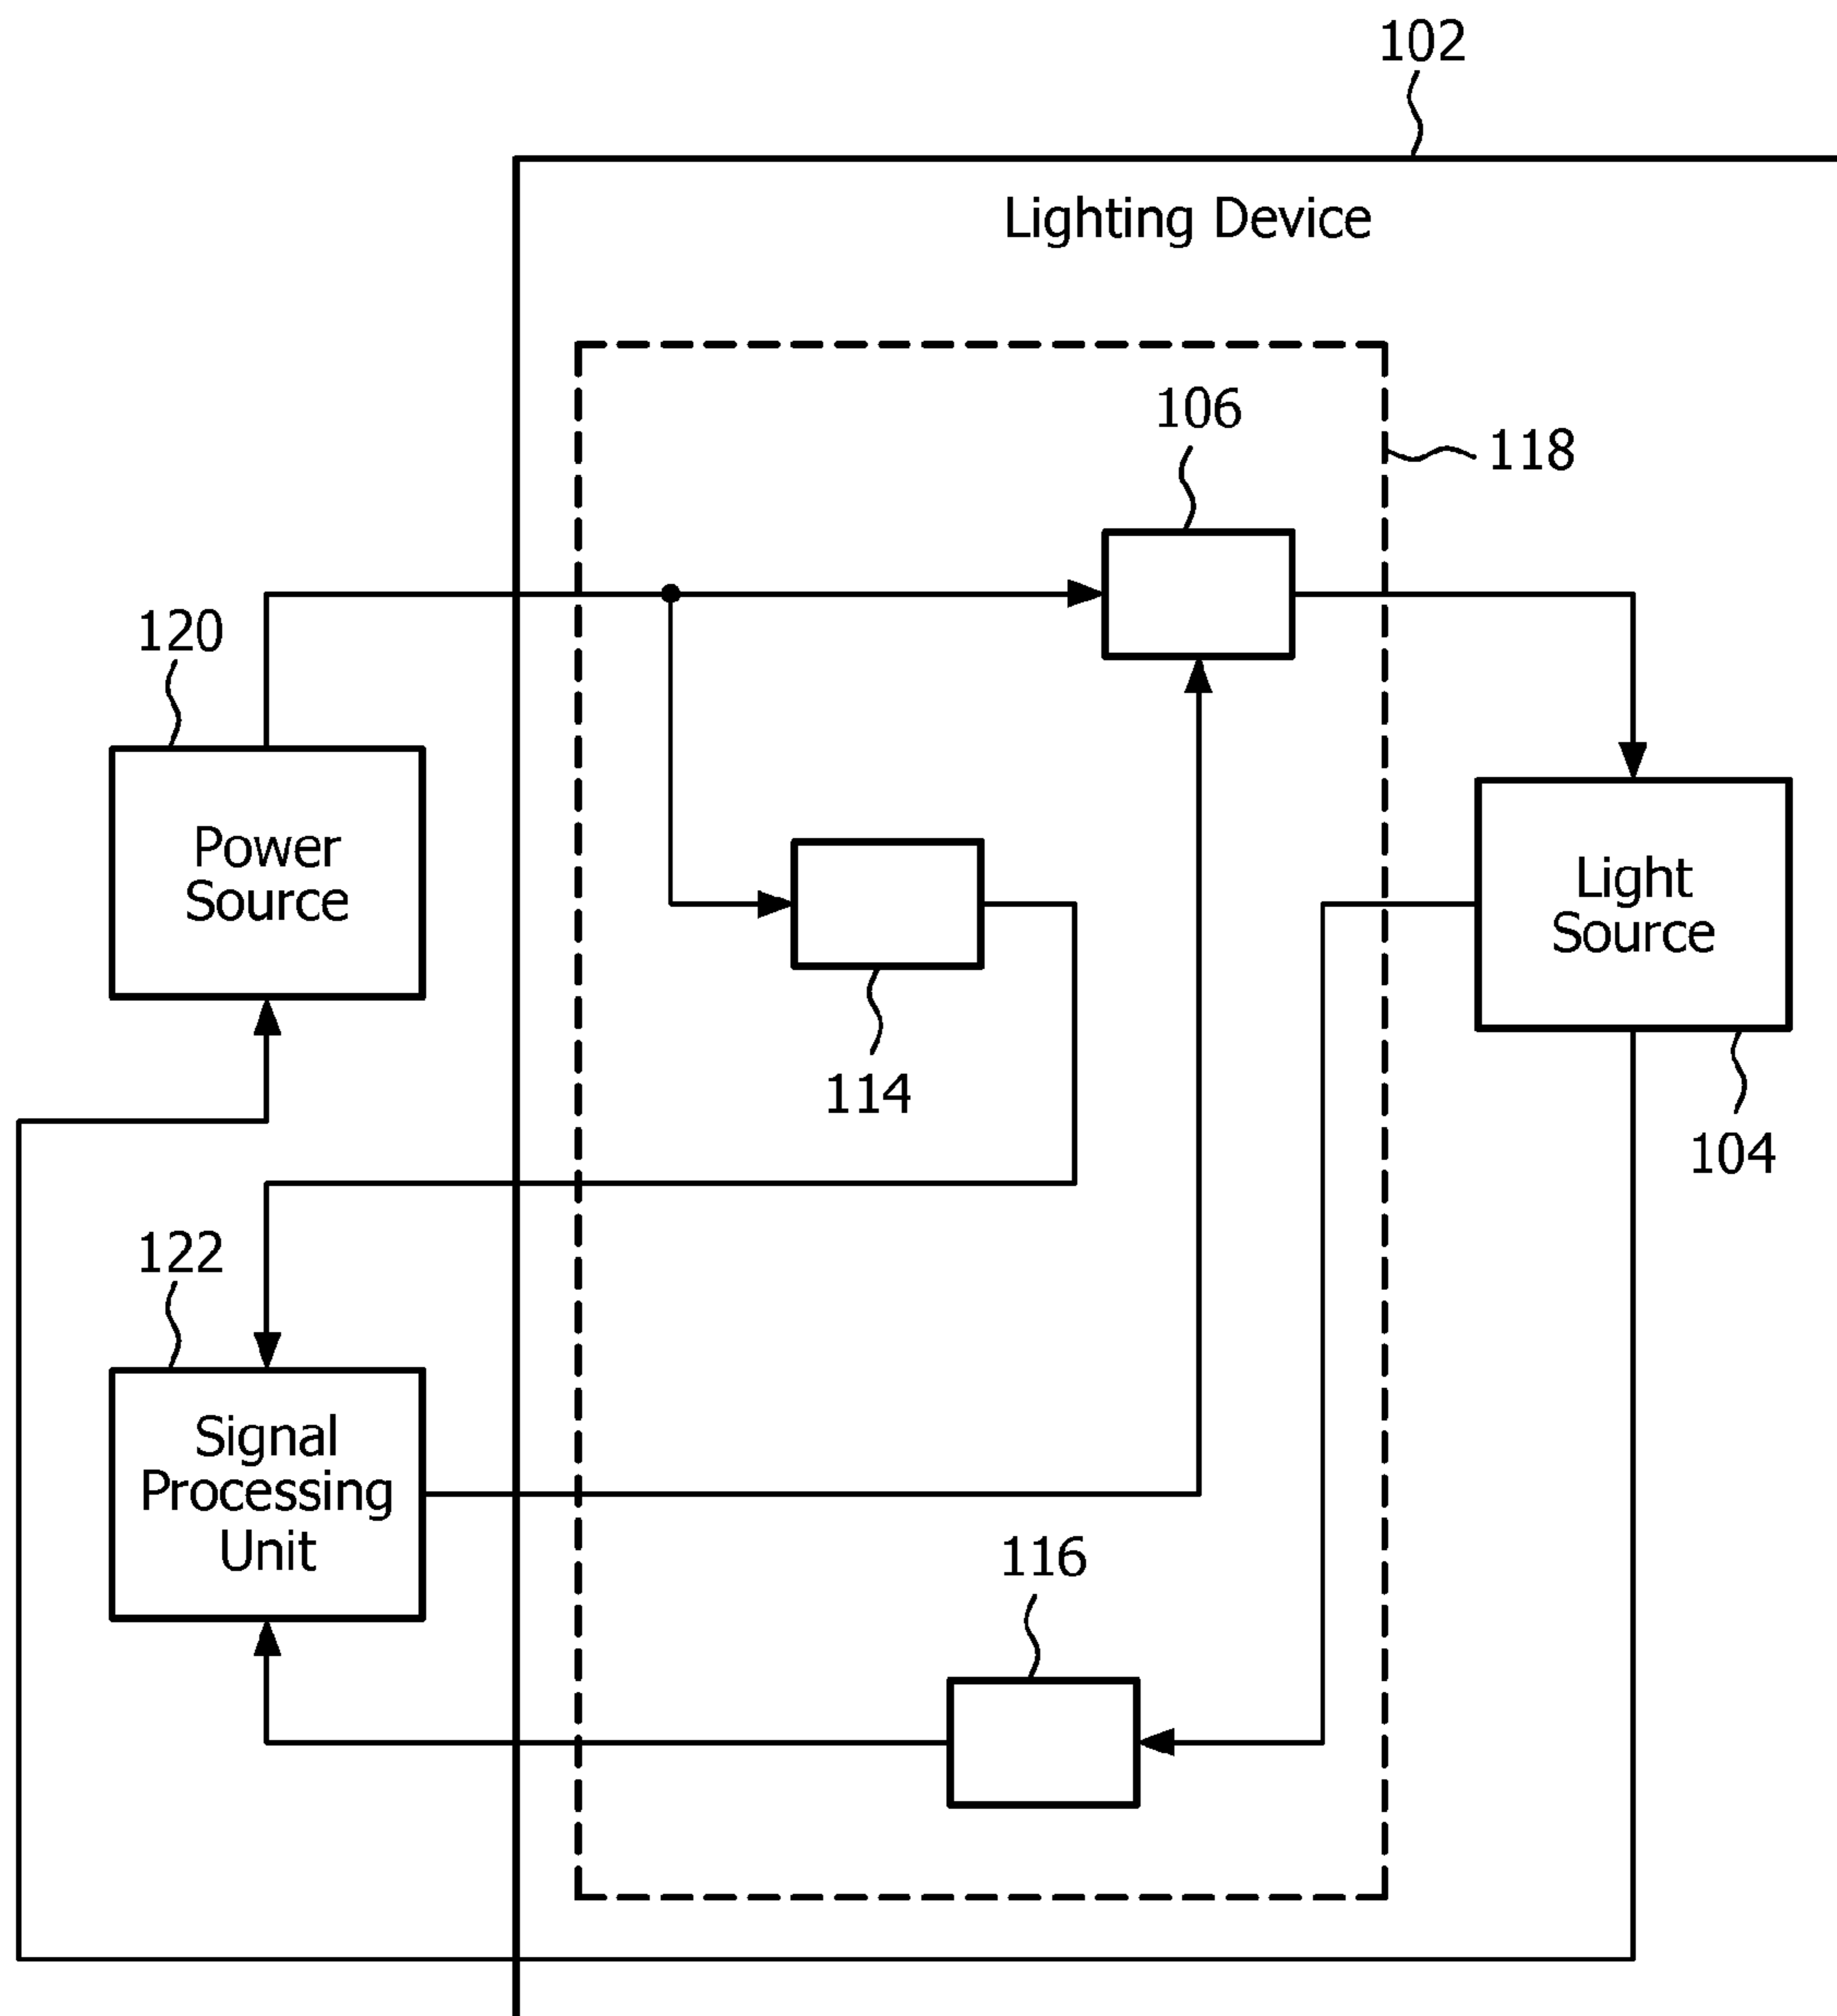 102
Lighting Device
106
118
120
Power
Source
Light
Source
114
104
122
Signal
Processing
Unit
116